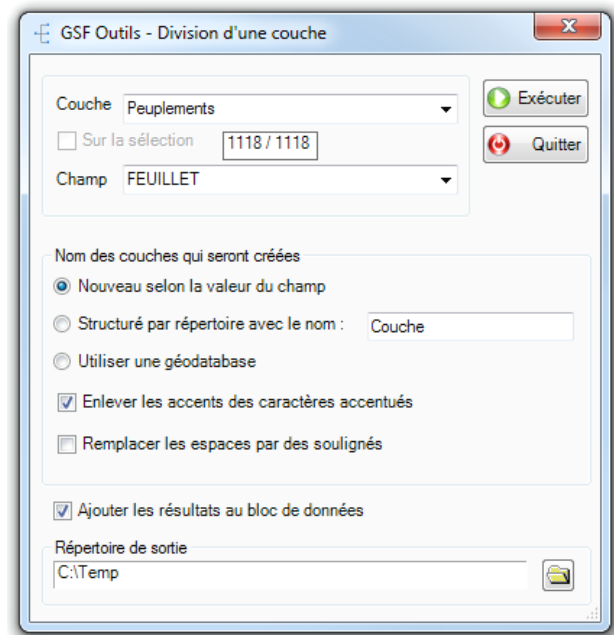 GSF Outils - Division d'une couche
Couche Peuplements
Exécuter
Sur la sélection 1118 / 1118
Quitter
Champ FEUILLET
Nom des couches qui seront créées
Nouveau selon la valeur du champ
Structuré par répertoire avec le nom : Couche
Utiliser une géodatabase
Enlever les accents des caractères accentués
Remplacer les espaces par des soulignés
Ajouter les résultats au bloc de données
Répertoire de sortie
C:\Temp